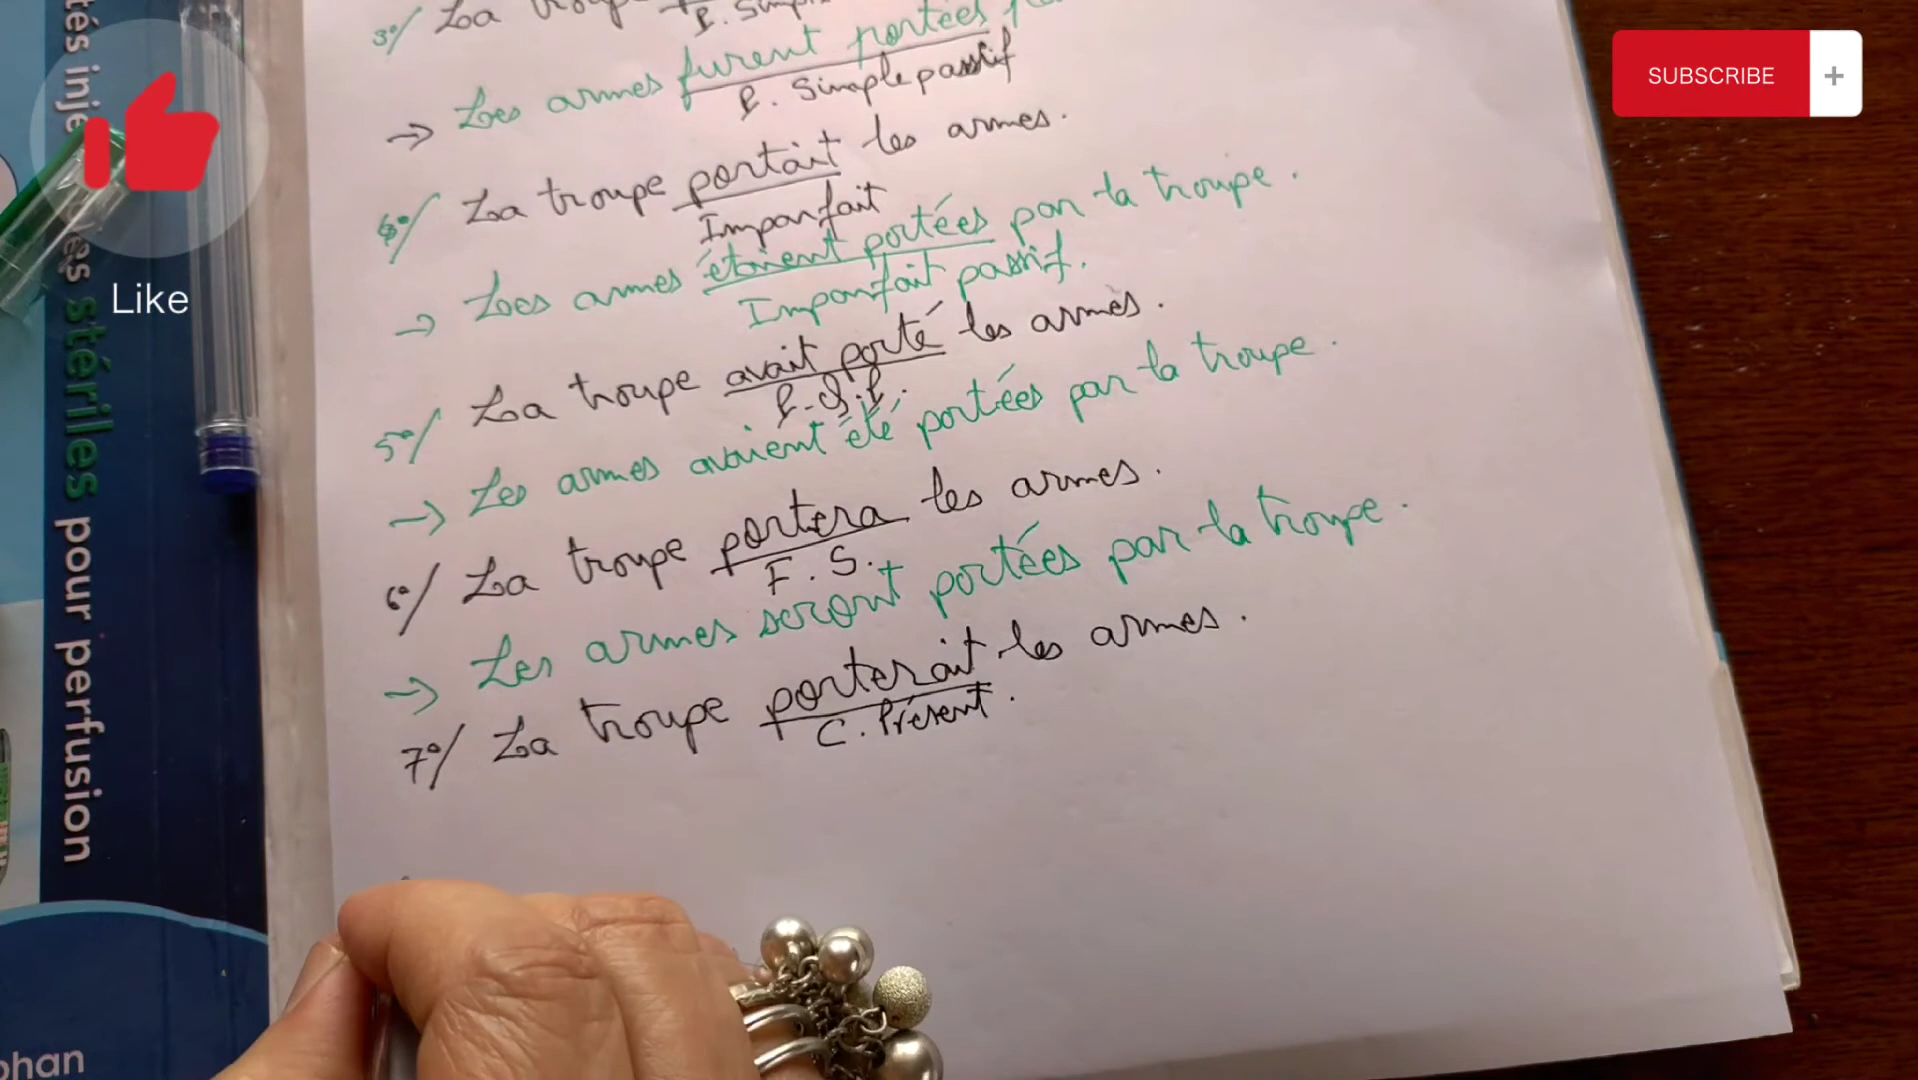 3°/ La troupe
P. Simple
→ Les armes furent portées
P. Simple passif
4°/ La troupe portait les armes.
Imparfait
→ Les armes étaient portées par la troupe.
Imparfait passif.
5°/ La troupe avait porté les armes.
P.Q.P.
→ Les armes avaient été portées par la troupe.
6°/ La troupe portera les armes.
F.S.
→ Les armes seront portées par la troupe.
7°/ La troupe porterait les armes.
C. Présent.
SUBSCRIBE +
Like
stériles pour perfusion
phan